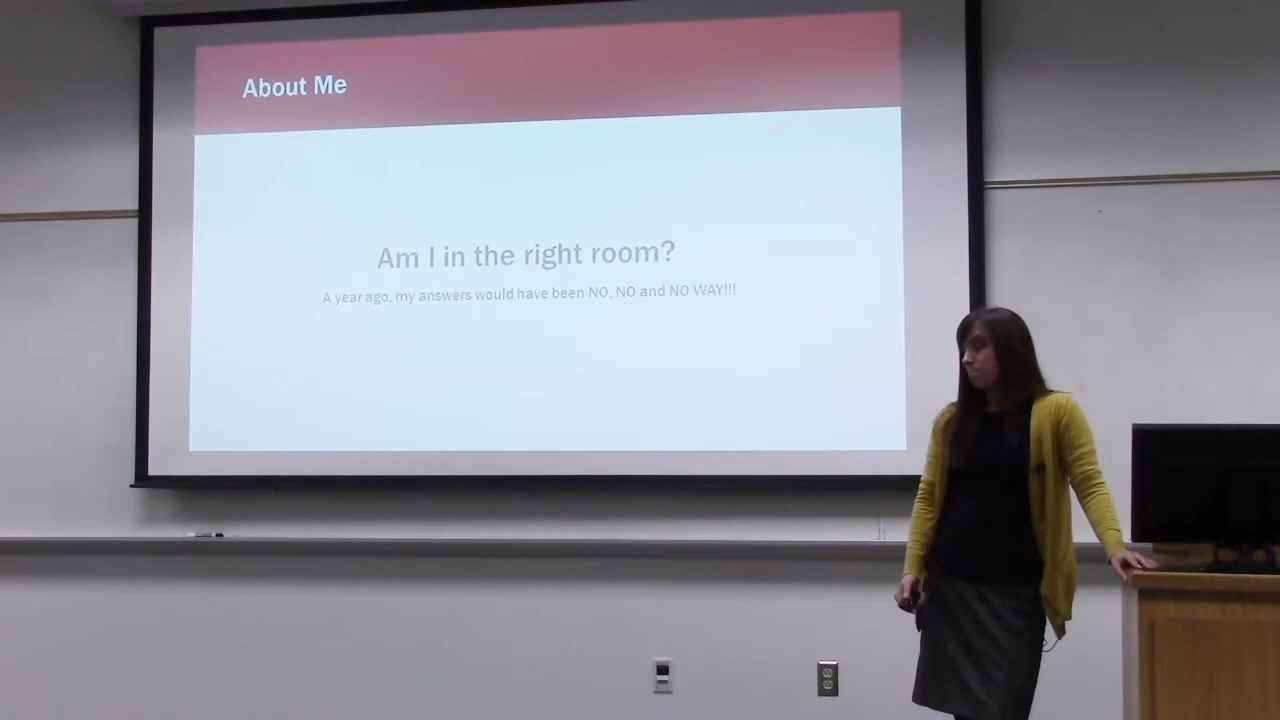 About Me
Am I in the right room?
A year ago, my answers would have been NO, NO and NO WAY!!!